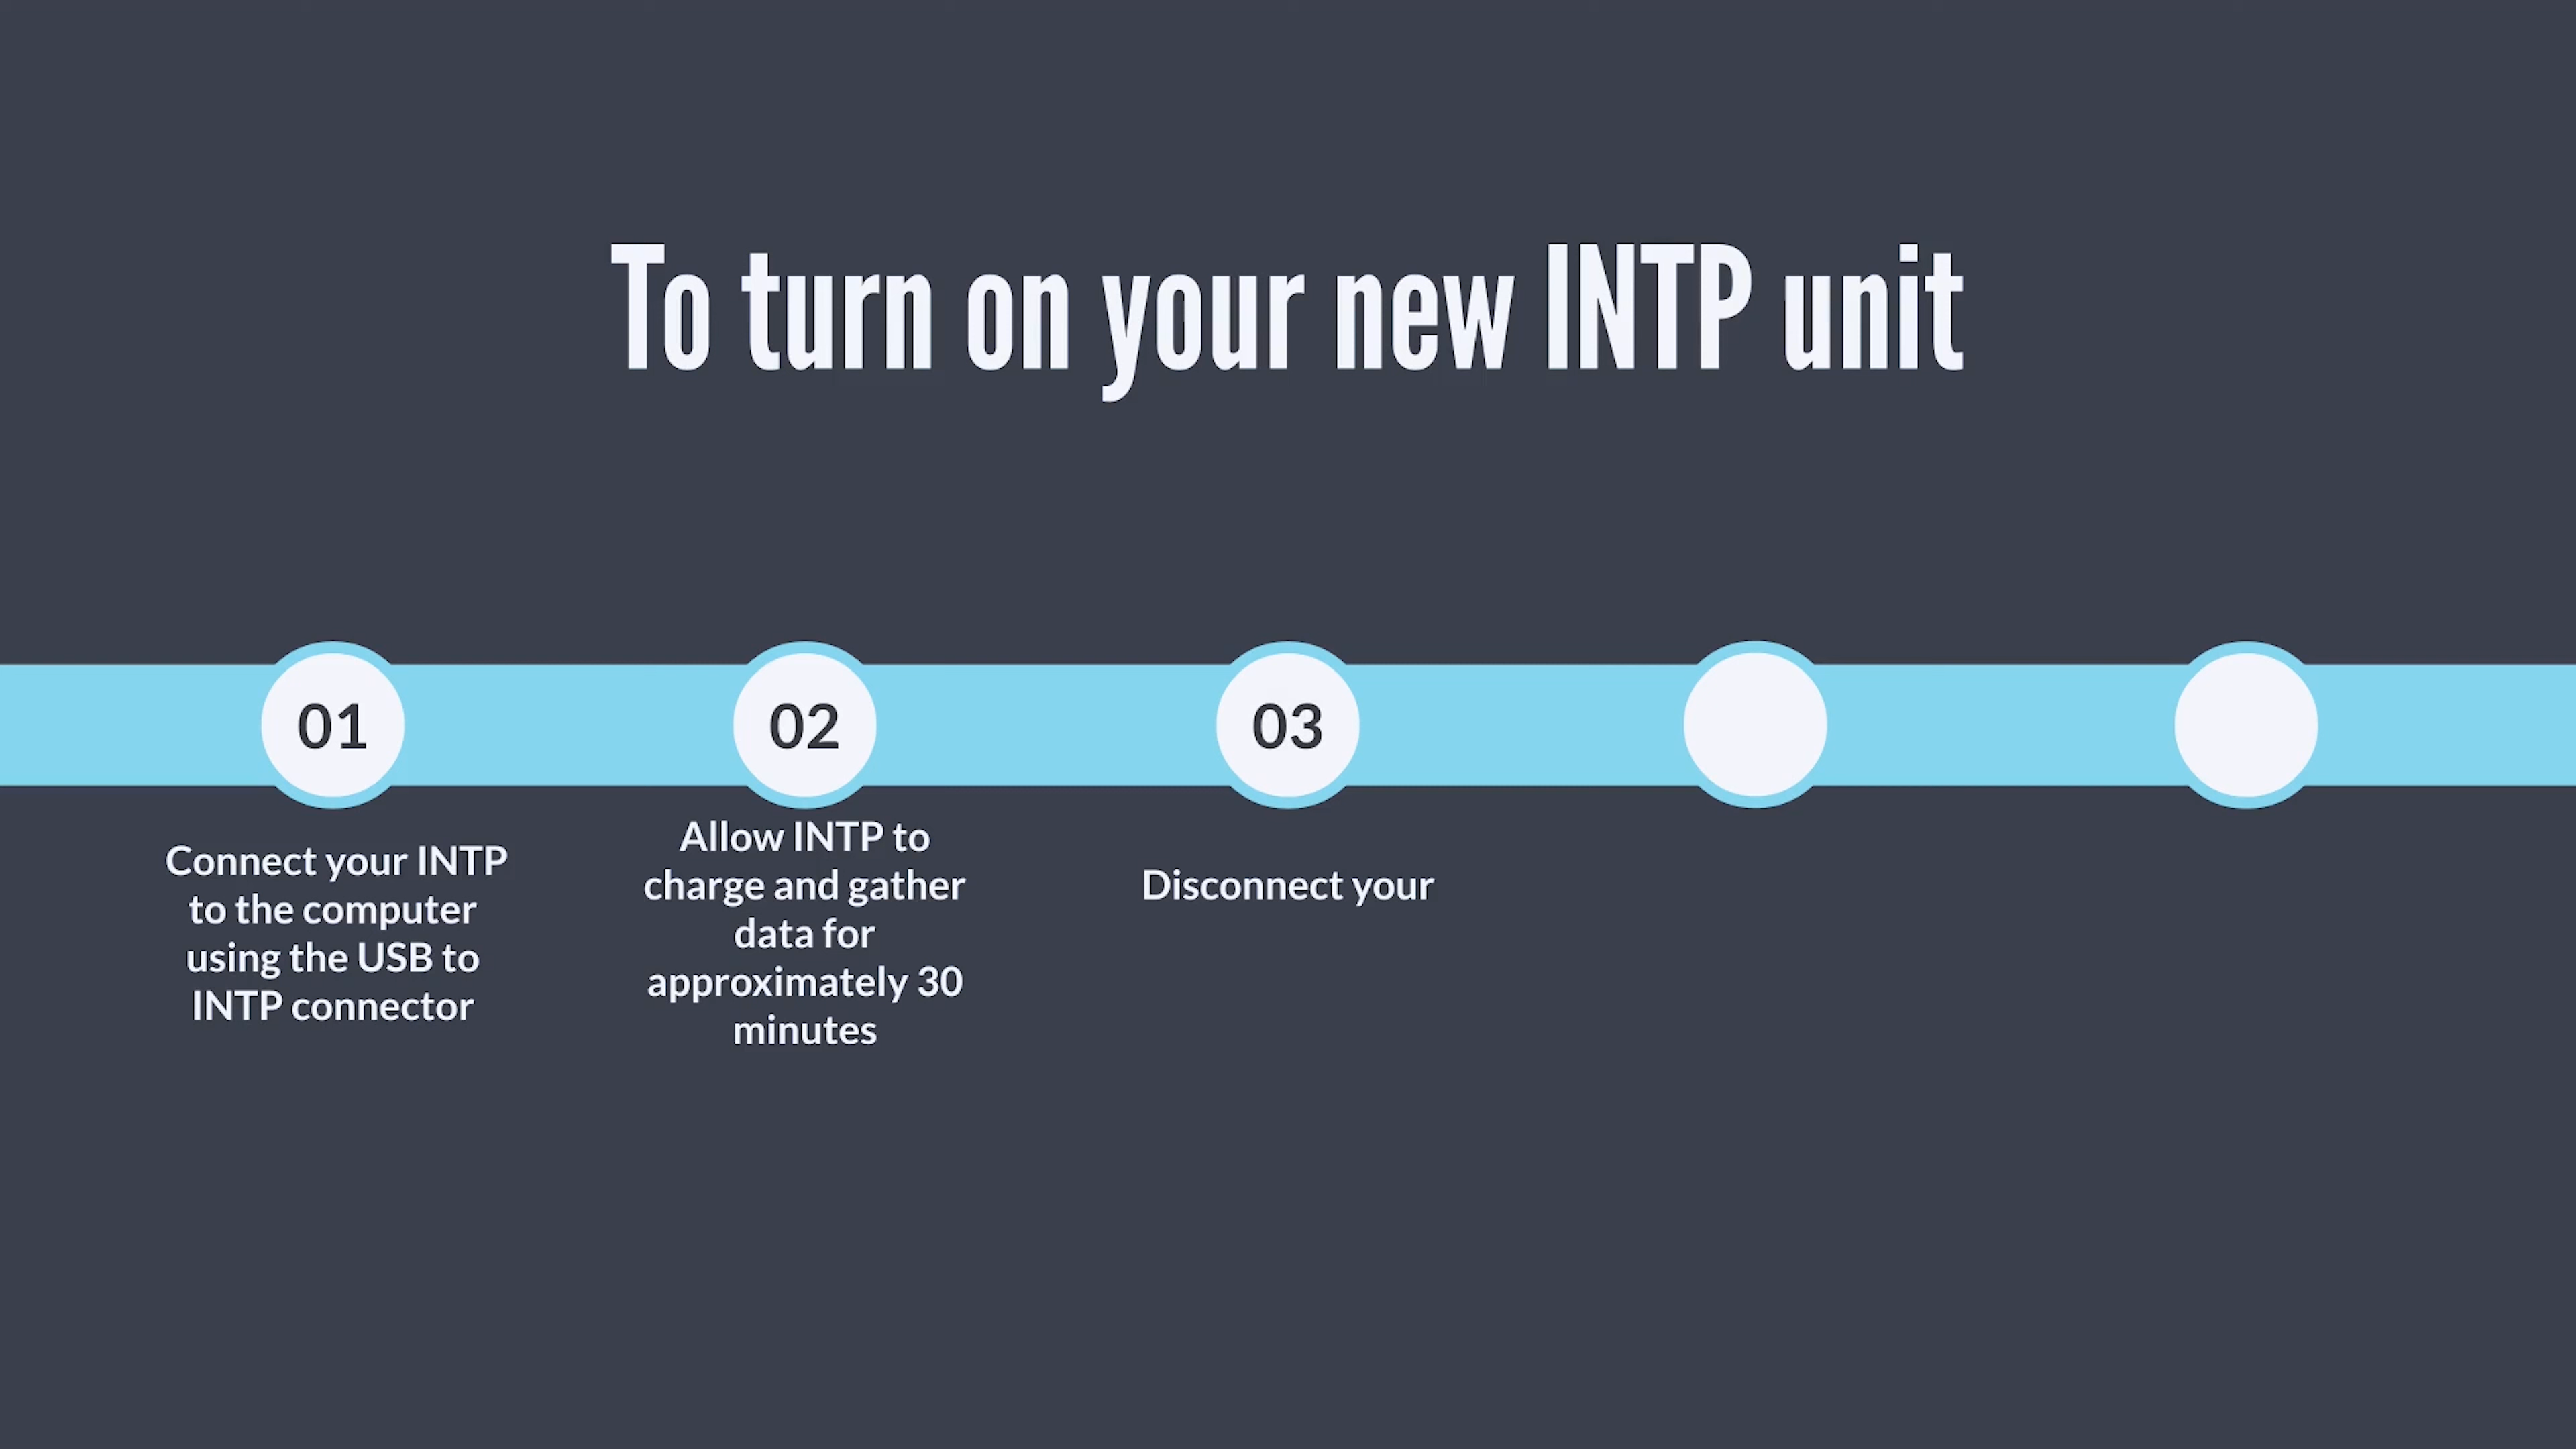 To turn on your new INTP unit
01
Connect your INTP
to the computer
using the USB to
INTP connector
02
Allow INTP to
charge and gather
data for
approximately 30
minutes
03
Disconnect your